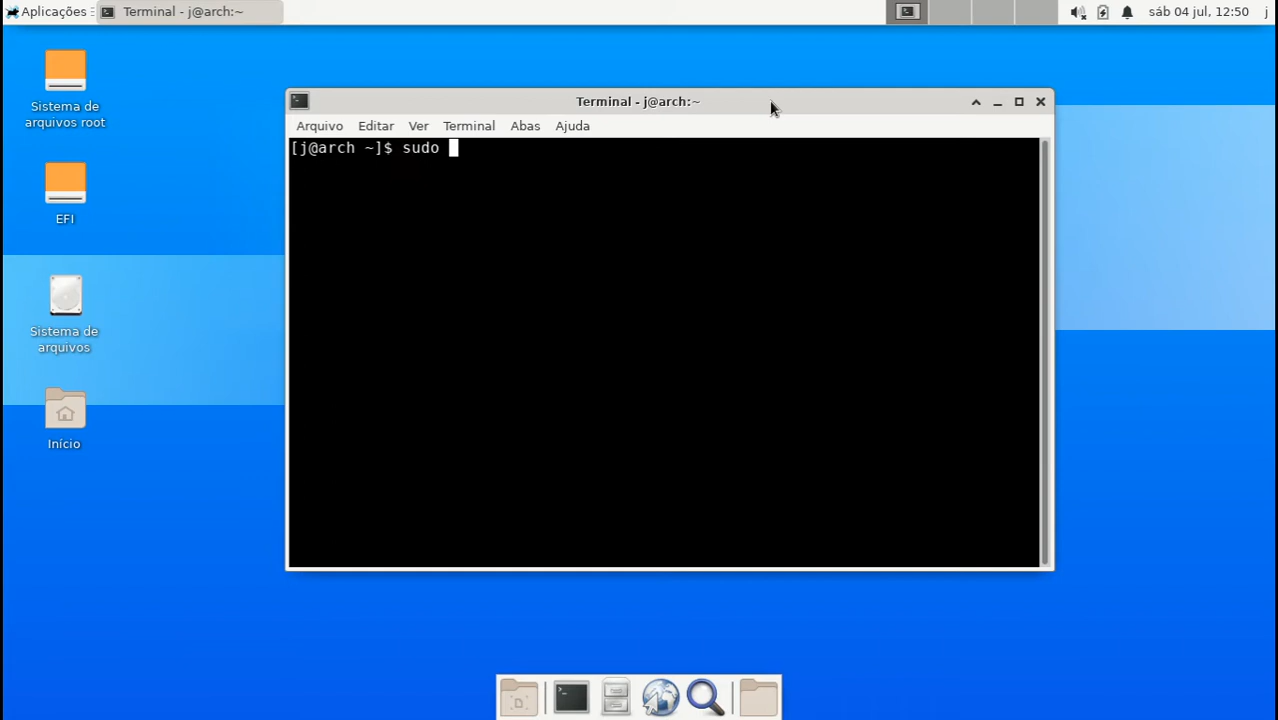 Aplicações
Terminal - j@arch:~
sáb 04 jul, 12:50
j
Sistema de
arquivos root
EFI
Sistema de
arquivos
Início
Terminal - j@arch:~
Arquivo Editar Ver Terminal Abas Ajuda
[j@arch ~]$ sudo